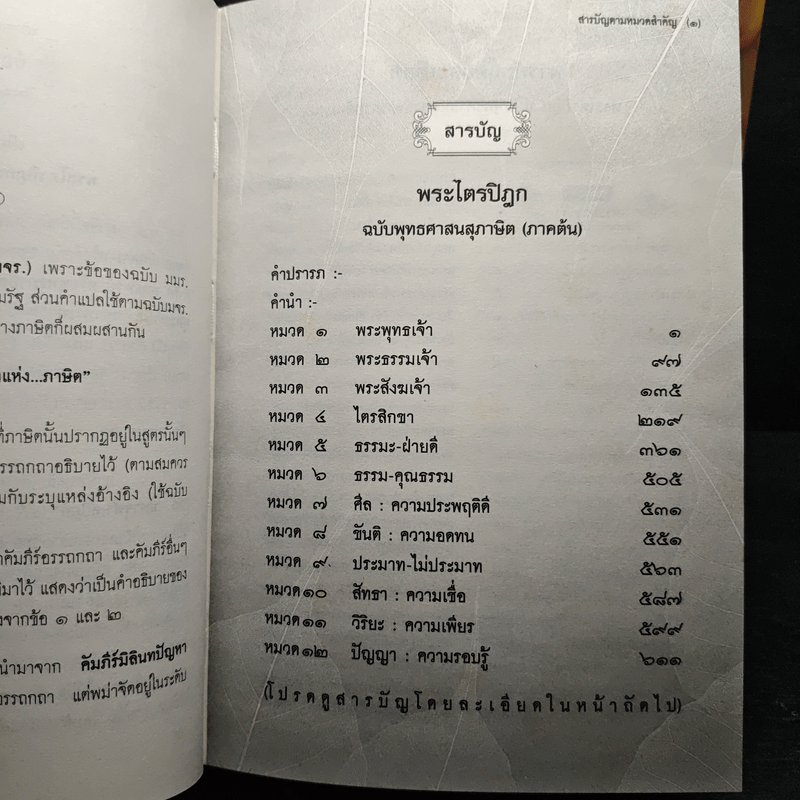 จร.) เพราะข้อของฉบับ มมร.
มรัฐ ส่วนคำแปลใช้ตามฉบับมจร.
างภาษิตก็ผสมผสานกัน
แห่ง...ภาษิต”
ที่ภาษิตนั้นปรากฏอยู่ในสูตรนั้นๆ
รรถกถาอธิบายไว้ (ตามสมควร
มกับระบุแหล่งอ้างอิง (ใช้ฉบับ
าคัมภีร์อรรถกถา และคัมภีร์อื่นๆ
มาไว้ แสดงว่าเป็นคำอธิบายของ
งจากข้อ ๑ และ ๒
นำมาจาก คัมภีร์มิลินทปัญหา
อรรถกถา แต่พม่าจัดอยู่ในระดับ
สารบัญตามหมวดสำคัญ (๑)
สารบัญ
พระไตรปิฎก
ฉบับพุทธศาสนสุภาษิต (ภาคต้น)
คำปรารภ :-
คำนำ :-
หมวด ๑ พระพุทธเจ้า ๑
หมวด ๒ พระธรรมเจ้า ๙๗
หมวด ๓ พระสังฆเจ้า ๑๓๕
หมวด ๔ ไตรสิกขา ๒๑๙
หมวด ๕ ธรรมะ-ฝ่ายดี ๓๖๑
หมวด ๖ ธรรม-คุณธรรม ๕๐๕
หมวด ๗ ศีล : ความประพฤติดี ๕๓๑
หมวด ๘ ขันติ : ความอดทน ๕๕๑
หมวด ๙. ประมาท-ไม่ประมาท ๕๖๓
หมวด๑๐ สัทธา : ความเชื่อ ๕๘๗
หมวด๑๑ วิริยะ : ความเพียร ๕๙๙
หมวด๑๒ ปัญญา : ความรอบรู้ ๖๑๑
(โปรดดูสารบัญโดยละเอียดในหน้าถัดไป)